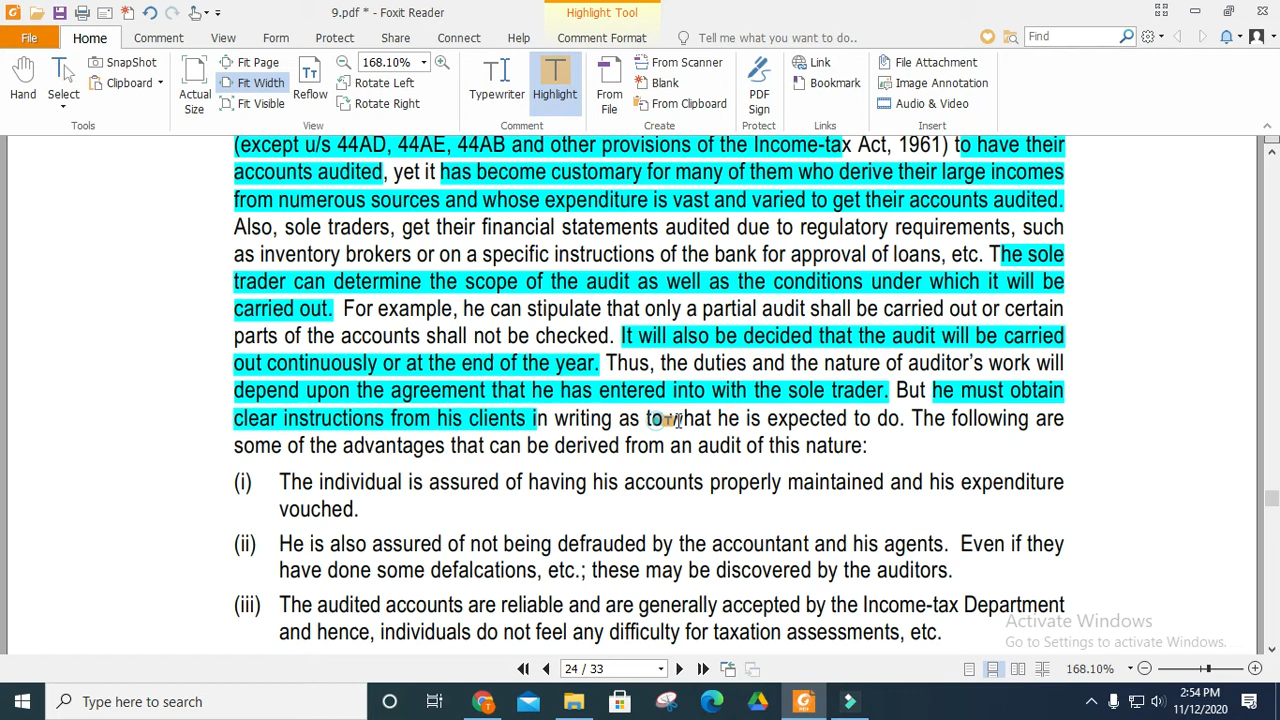 9.pdf * - Foxit Reader
Highlight Tool
File Home Comment View Form Protect Share Connect Help Comment Format Tell me what you want to do.. Find
Hand
Select
SnapShot
Clipboard
Tools
Actual Size
Fit Page
Fit Width
Fit Visible
Reflow
168.10%
Rotate Left
Rotate Right
View
Typewriter
Highlight
Comment
From File
From Scanner
Blank
From Clipboard
Create
PDF Sign
Protect
Link
Bookmark
Links
File Attachment
Image Annotation
Audio & Video
Insert
(except u/s 44AD, 44AE, 44AB and other provisions of the Income-tax Act, 1961) to have their
accounts audited, yet it has become customary for many of them who derive their large incomes
from numerous sources and whose expenditure is vast and varied to get their accounts audited.
Also, sole traders, get their financial statements audited due to regulatory requirements, such
as inventory brokers or on a specific instructions of the bank for approval of loans, etc. The sole
trader can determine the scope of the audit as well as the conditions under which it will be
carried out. For example, he can stipulate that only a partial audit shall be carried out or certain
parts of the accounts shall not be checked. It will also be decided that the audit will be carried
out continuously or at the end of the year. Thus, the duties and the nature of auditor's work will
depend upon the agreement that he has entered into with the sole trader. But he must obtain
clear instructions from his clients in writing as to what he is expected to do. The following are
some of the advantages that can be derived from an audit of this nature:
(i) The individual is assured of having his accounts properly maintained and his expenditure
vouched.
(ii) He is also assured of not being defrauded by the accountant and his agents. Even if they
have done some defalcations, etc.; these may be discovered by the auditors.
(iii) The audited accounts are reliable and are generally accepted by the Income-tax Department
and hence, individuals do not feel any difficulty for taxation assessments, etc.
Activate Windows
Go to Settings to activate Windows.
24 / 33
168.10%
Type here to search
2:54 PM
11/12/2020